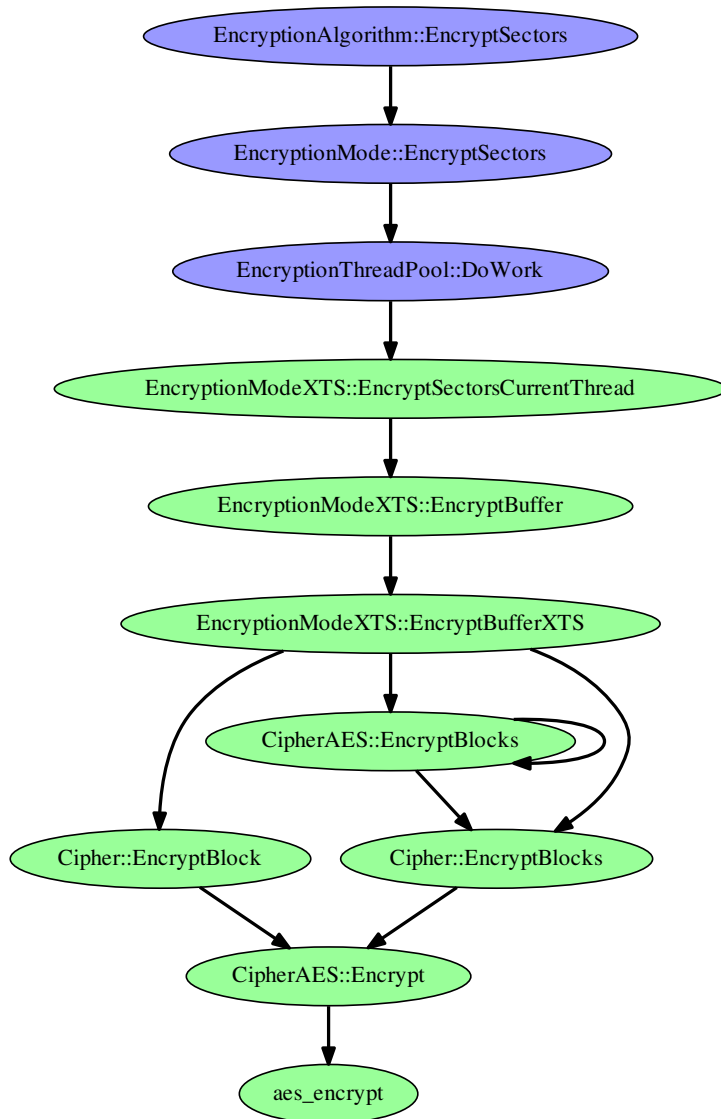 EncryptionAlgorithm::EncryptSectors
EncryptionMode::EncryptSectors
EncryptionThreadPool::DoWork
EncryptionModeXTS::EncryptSectorsCurrentThread
EncryptionModeXTS::EncryptBuffer
EncryptionModeXTS::EncryptBufferXTS
CipherAES::EncryptBlocks
Cipher::EncryptBlock
Cipher::EncryptBlocks
CipherAES::Encrypt
aes_encrypt